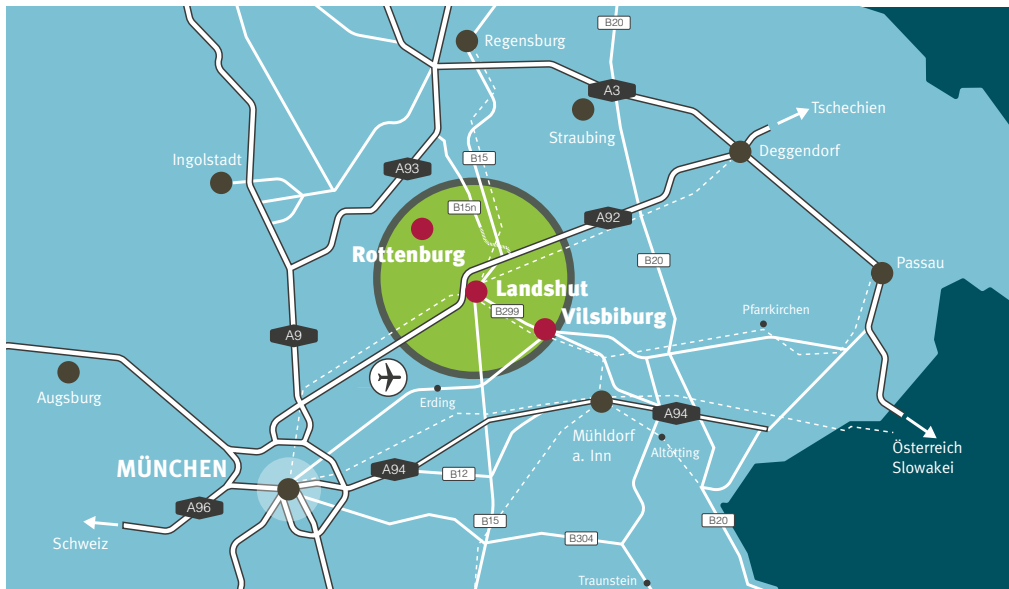 B20
Regensburg
A3
Tschechien
Straubing
Deggendorf
Ingolstadt
B15
A93
B15n
A92
Rottenburg
B20
Passau
Landshut
B299
Vilsbiburg
Pfarrkirchen
A9
Augsburg
Erding
A94
Mühldorf
a. Inn
Altötting
Österreich
Slowakei
MÜNCHEN
A94
B12
A96
B15
B20
Schweiz
B304
Traunstein